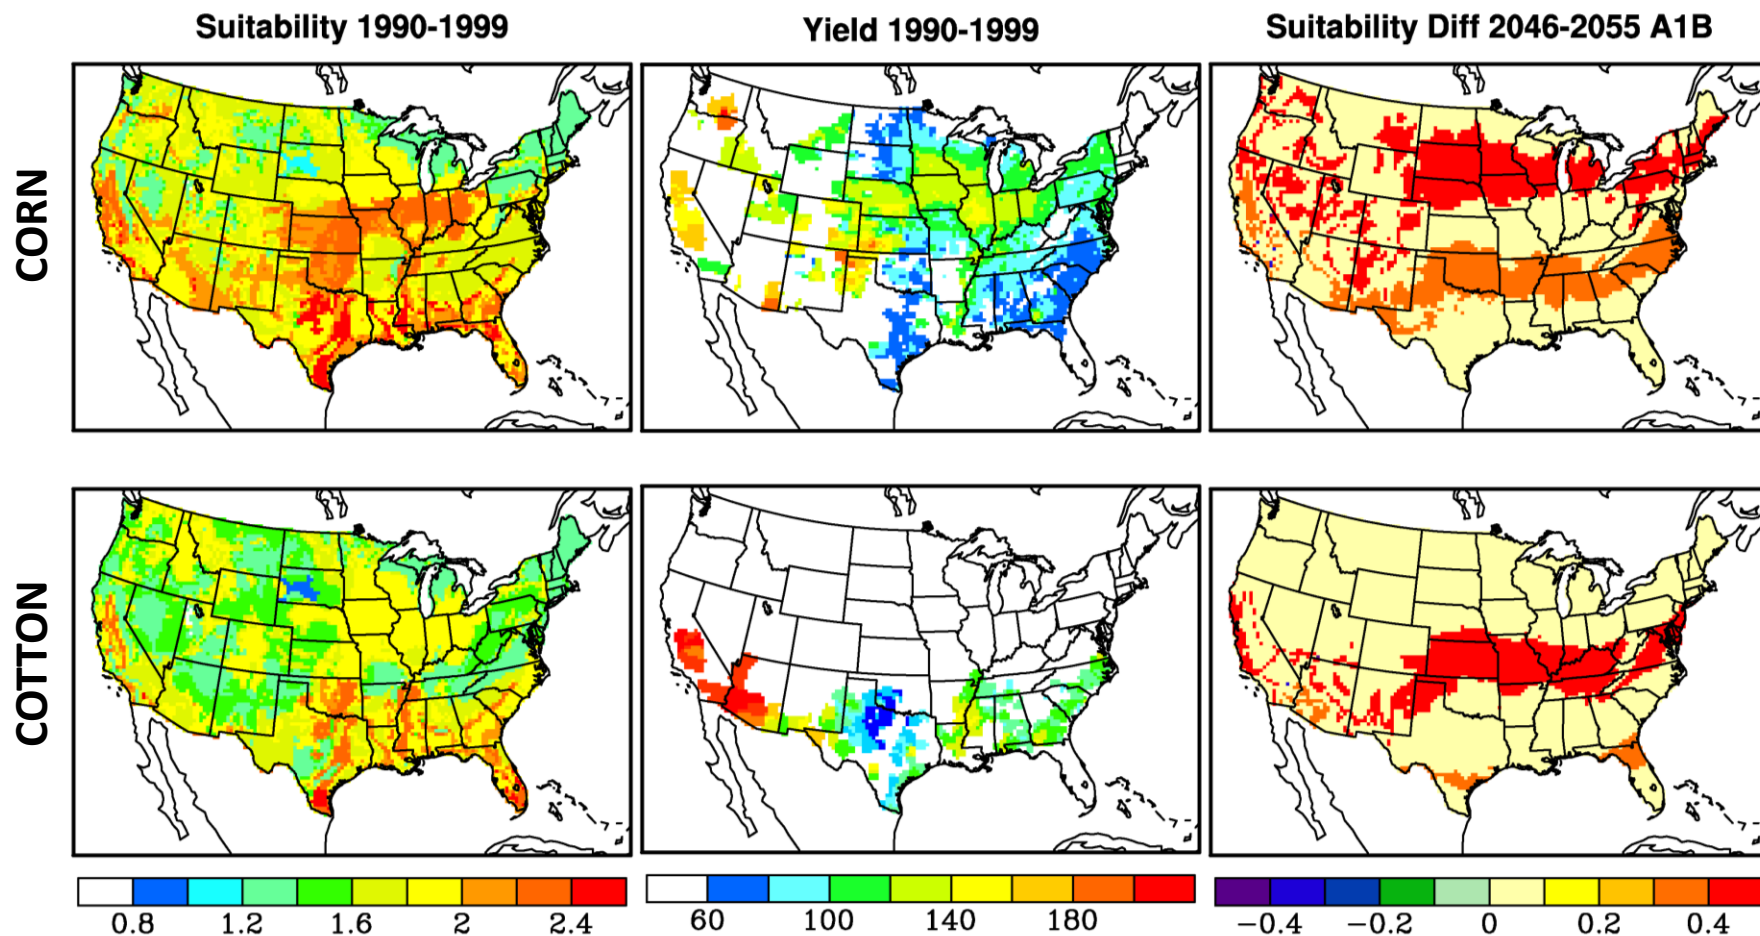 Suitability 1990-1999
Yield 1990-1999
Suitability Diff 2046-2055 A1B
CORN
COTTON
0.8 1.2 1.6 2 2.4
60 100 140 180
−0.4 −0.2 0 0.2 0.4